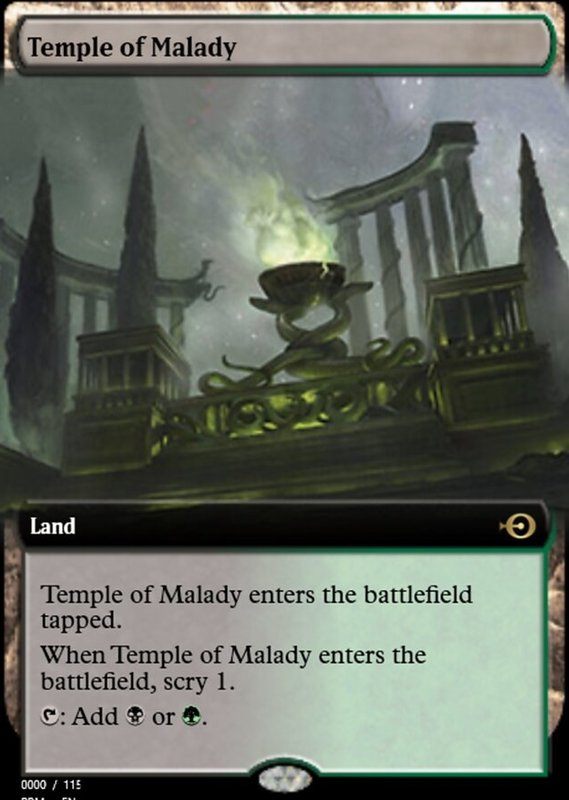 Temple of Malady
Land
Temple of Malady enters the battlefield
tapped.
When Temple of Malady enters the
battlefield, scry 1.
: Add or .
0000 / 115